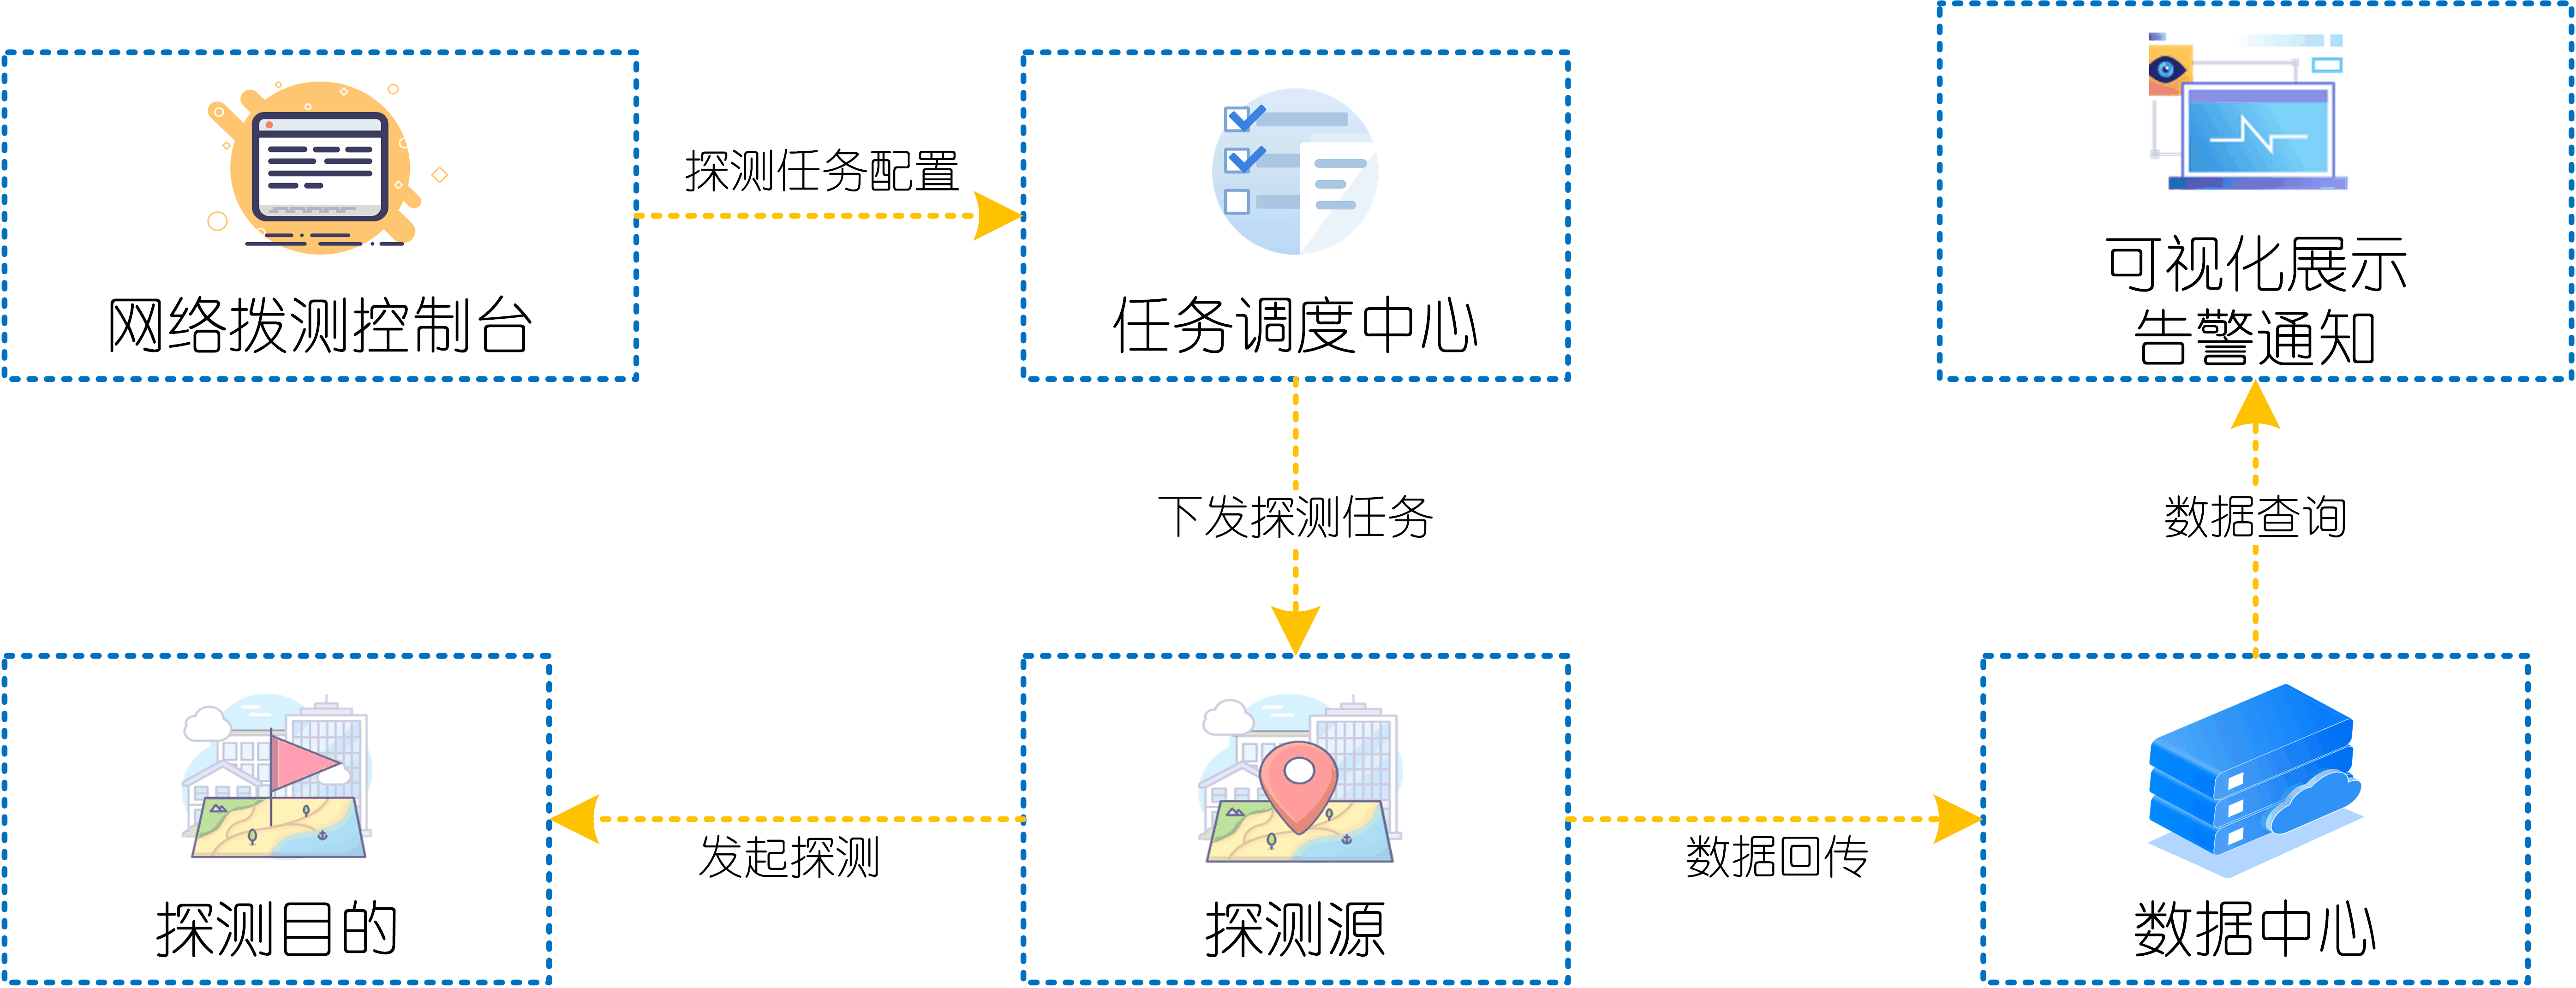 网络拨测控制台
探测任务配置
任务调度中心
可视化展示
告警通知
下发探测任务
数据查询
探测目的
发起探测
探测源
数据回传
数据中心